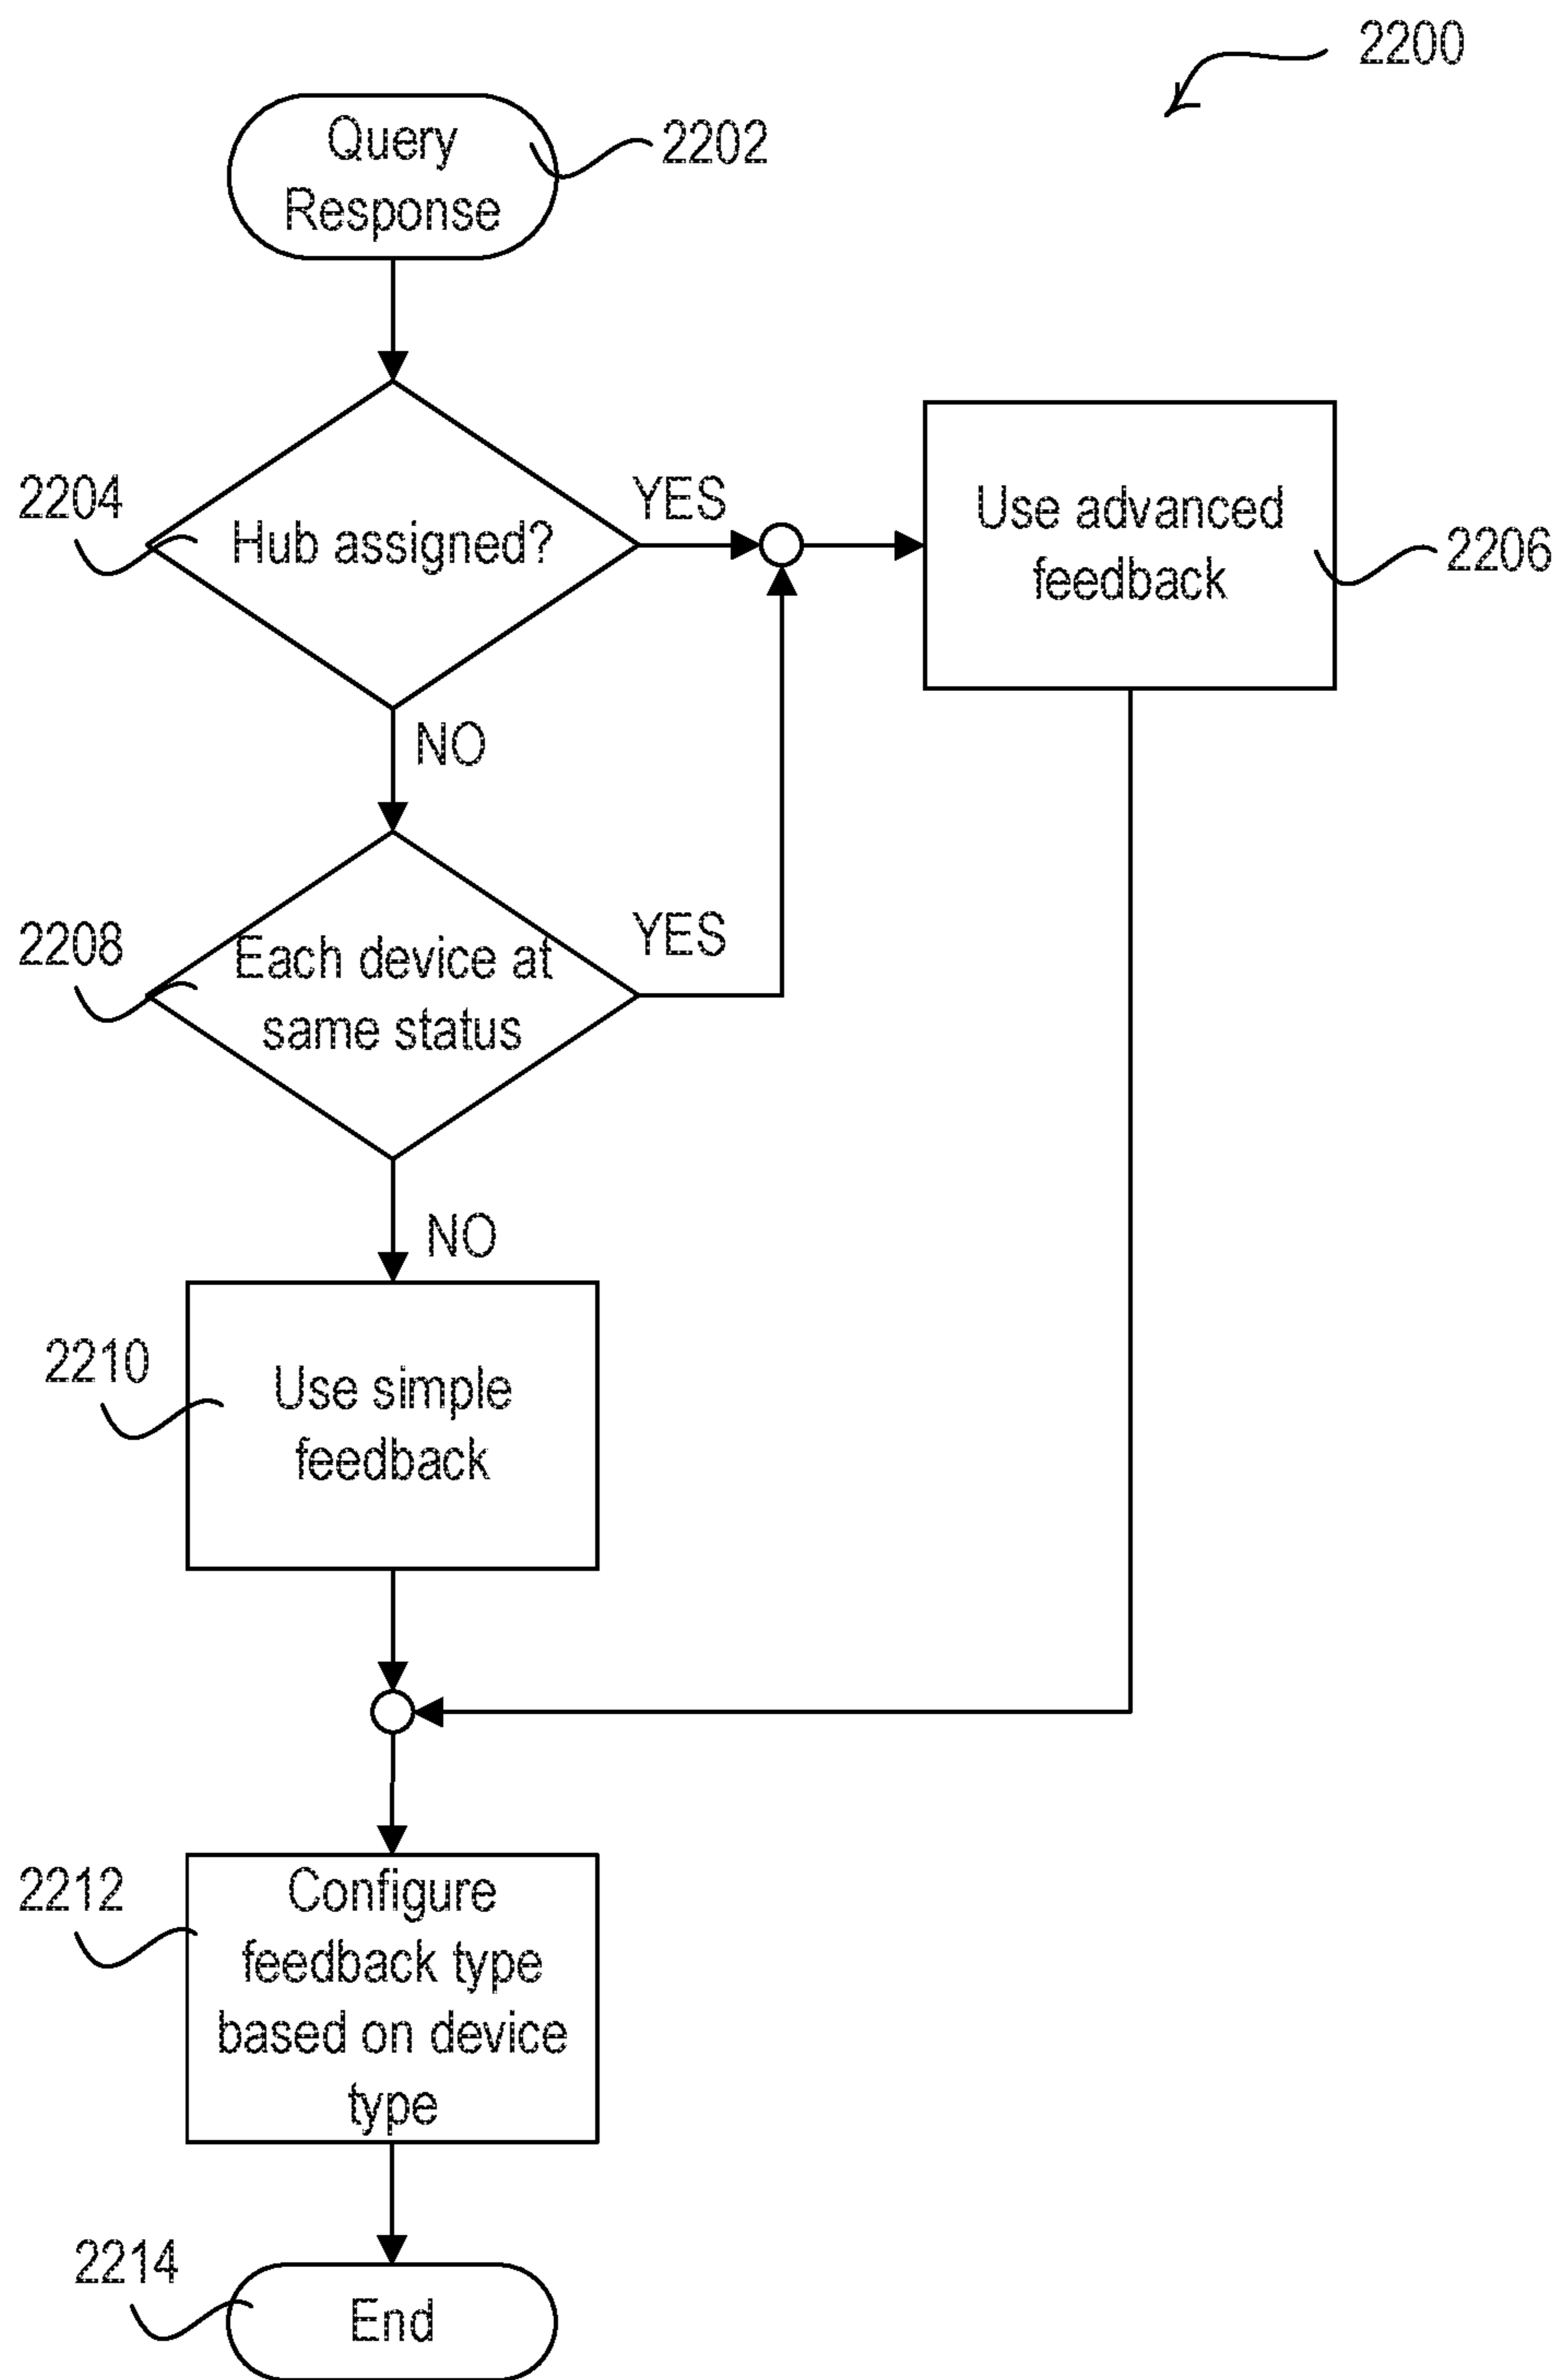 2200
Query
Response
2202
2204
Hub assigned?
YES
Use advanced
feedback
2206
NO
2208
Each device at
same status
YES
NO
2210
Use simple
feedback
2212
Configure
feedback type
based on device
type
2214
End